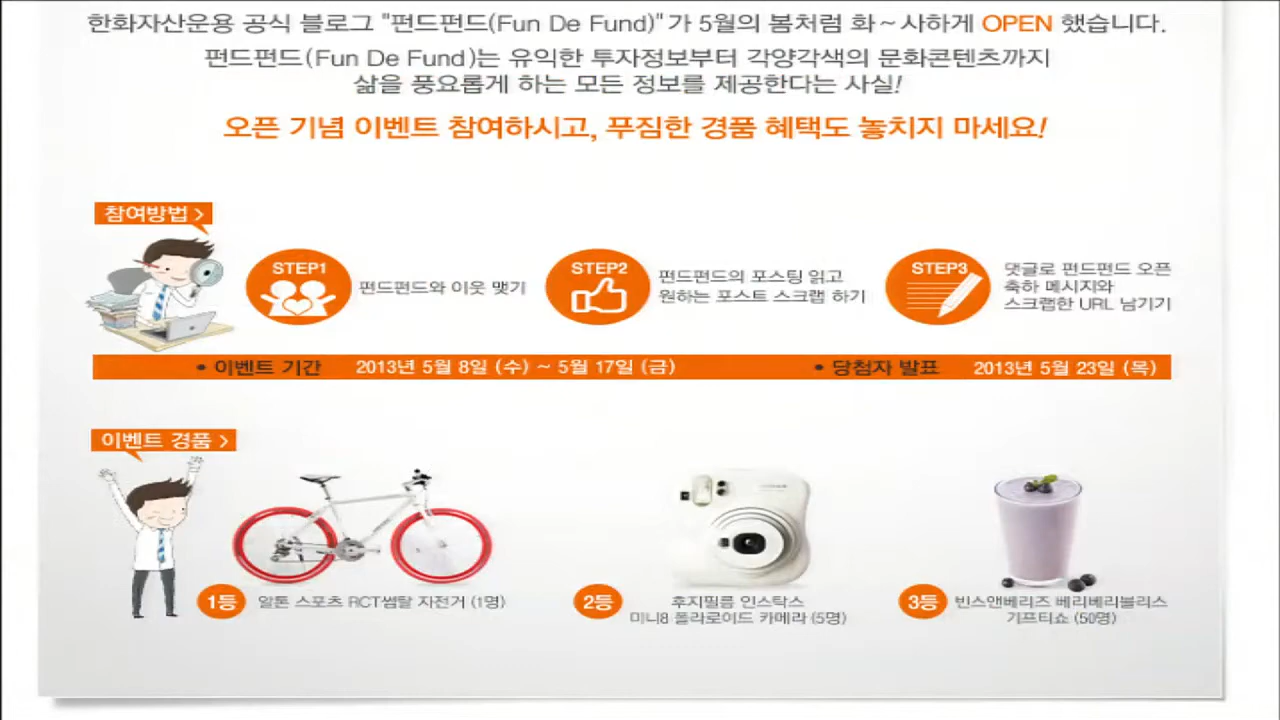 한화자산운용 공식 블로그 "펀드펀드(Fun De Fund)"가 5월의 봄처럼 화~사하게 OPEN 했습니다.
펀드펀드(Fun De Fund)는 유익한 투자정보부터 각양각색의 문화콘텐츠까지
삶을 풍요롭게 하는 모든 정보를 제공한다는 사실!
오픈 기념 이벤트 참여하시고, 푸짐한 경품 혜택도 놓치지 마세요!
참여방법 >
STEP1
펀드펀드와 이웃 맺기
STEP2
펀드펀드의 포스팅 읽고
원하는 포스트 스크랩 하기
STEP3
댓글로 펀드펀드 오픈
축하 메시지와
스크랩한 URL 남기기
• 이벤트 기간 2013년 5월 8일 (수) ~ 5월 17일 (금)
• 당첨자 발표 2013년 5월 23일 (목)
이벤트 경품 >
1등 알톤 스포츠 RCT쌈탈 자전거 (1명)
2등 후지필름 인스탁스
미니8 폴라로이드 카메라 (5명)
3등 빈스앤베리즈 베리베리블리스
기프티쇼 (50명)